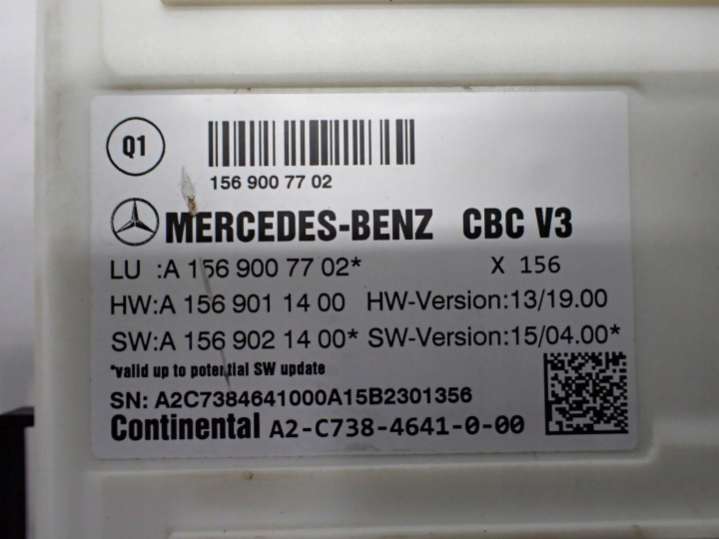 Q1
156 900 77 02
MERCEDES-BENZ CBC V3
LU :A 156 900 77 02* X 156
HW:A 156 901 14 00 HW-Version:13/19.00
SW:A 156 902 14 00* SW-Version:15/04.00*
*valid up to potential SW update
SN: A2C7384641000A15B2301356
Continental A2-C738-4641-0-00